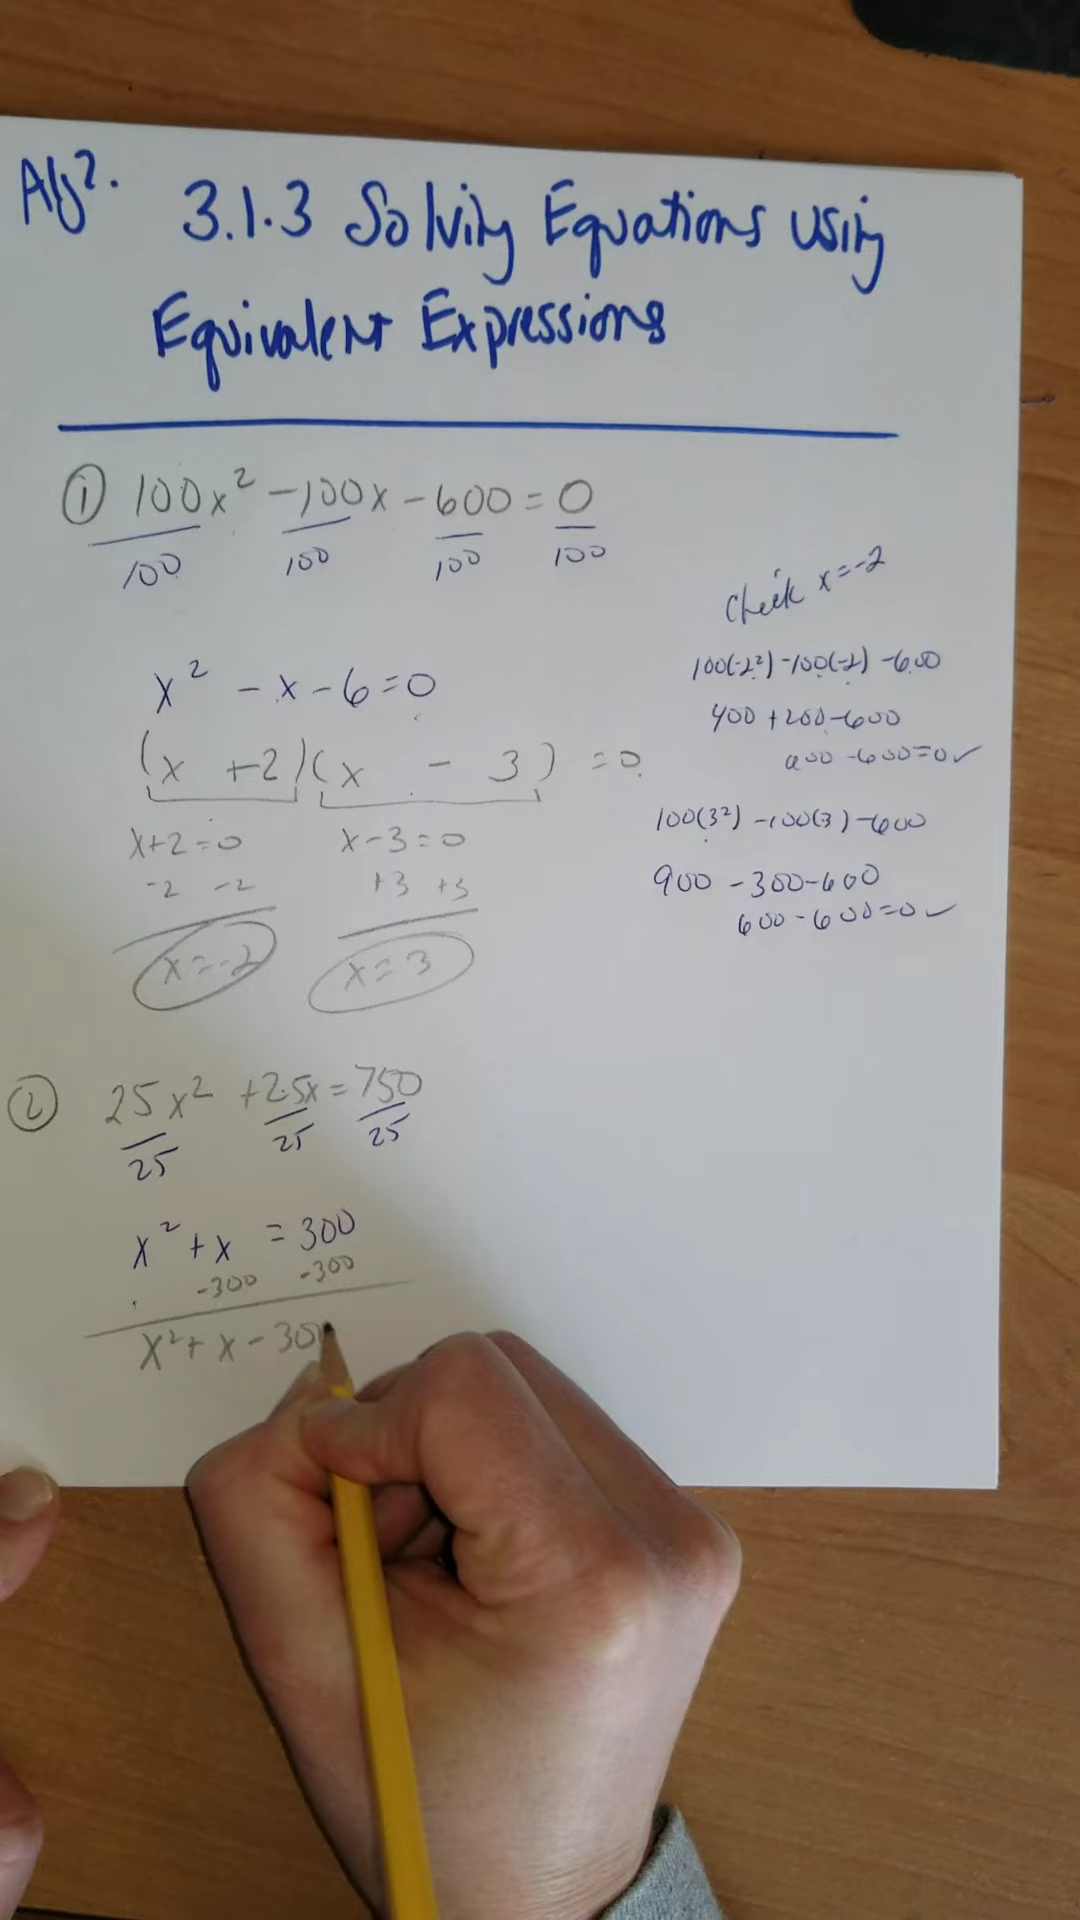 Alg 2. 3.1.3 Solving Equations using
Equivalent Expressions
① 100x² - 100x - 600 = 0
100 100 100 100
x² - x - 6 = 0
(x + 2)(x - 3) = 0
x+2=0 x-3=0
-2 -2 +3 +3
x=-2 x=3
Check x=-2
100(-2²) -100(-2) -600
400 +200-600
600 -600=0✓
100(3²) -100(3) -600
900 -300-600
600-600=0✓
② 25x² +25x=750
25 25 25
x² + x = 300
-300 -300
x² + x - 300